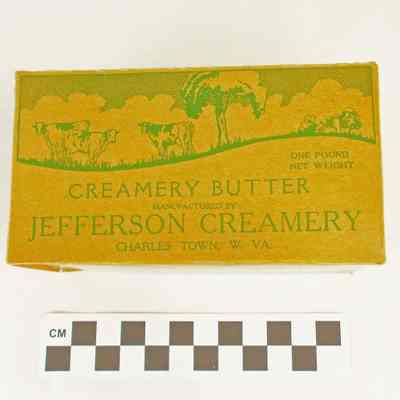 ONE POUND
NET WEIGHT
CREAMERY BUTTER
MANUFACTURED BY
JEFFERSON CREAMERY
CHARLES TOWN, W. VA.
CM